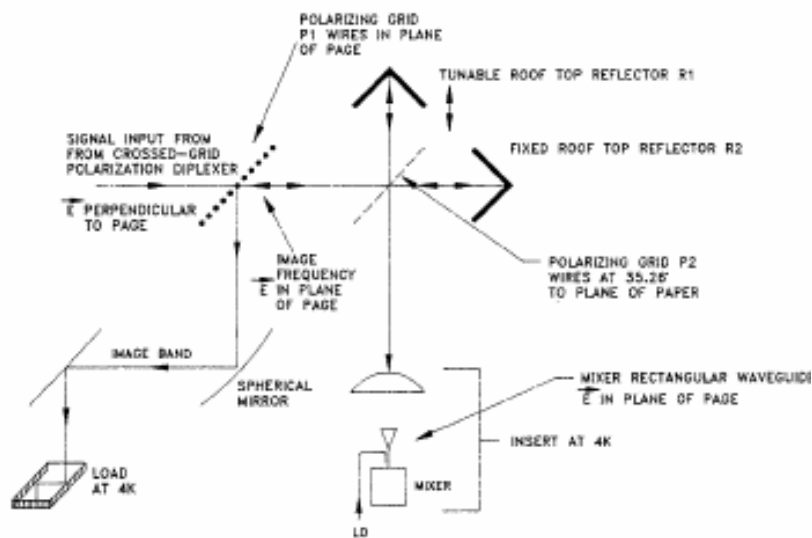 POLARIZING GRID
P1 WIRES IN PLANE
OF PAGE
TUNABLE ROOF TOP REFLECTOR R1
SIGNAL INPUT FROM
FROM CROSSED-GRID
POLARIZATION DIPLEXER
FIXED ROOF TOP REFLECTOR R2
E PERPENDICULAR
TO PAGE
IMAGE
FREQUENCY
E IN PLANE
OF PAGE
POLARIZING GRID P2
WIRES AT 35.26°
TO PLANE OF PAPER
IMAGE BAND
SPHERICAL
MIRROR
MIXER RECTANGULAR WAVEGUIDE
E IN PLANE OF PAGE
INSERT AT 4K
LOAD
AT 4K
MIXER
LO